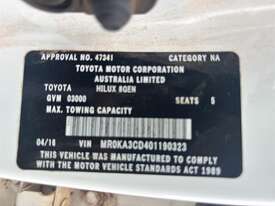 APPROVAL NO. 47341 CATEGORY NA
TOYOTA MOTOR CORPORATION
AUSTRALIA LIMITED
TOYOTA HILUX 8GEN
GVM 03000 SEATS 5
MAX. TOWING CAPACITY
04/16 VIN MR0KA3CD401190323
THIS VEHICLE WAS MANUFACTURED TO COMPLY
WITH THE MOTOR VEHICLE STANDARDS ACT 1989